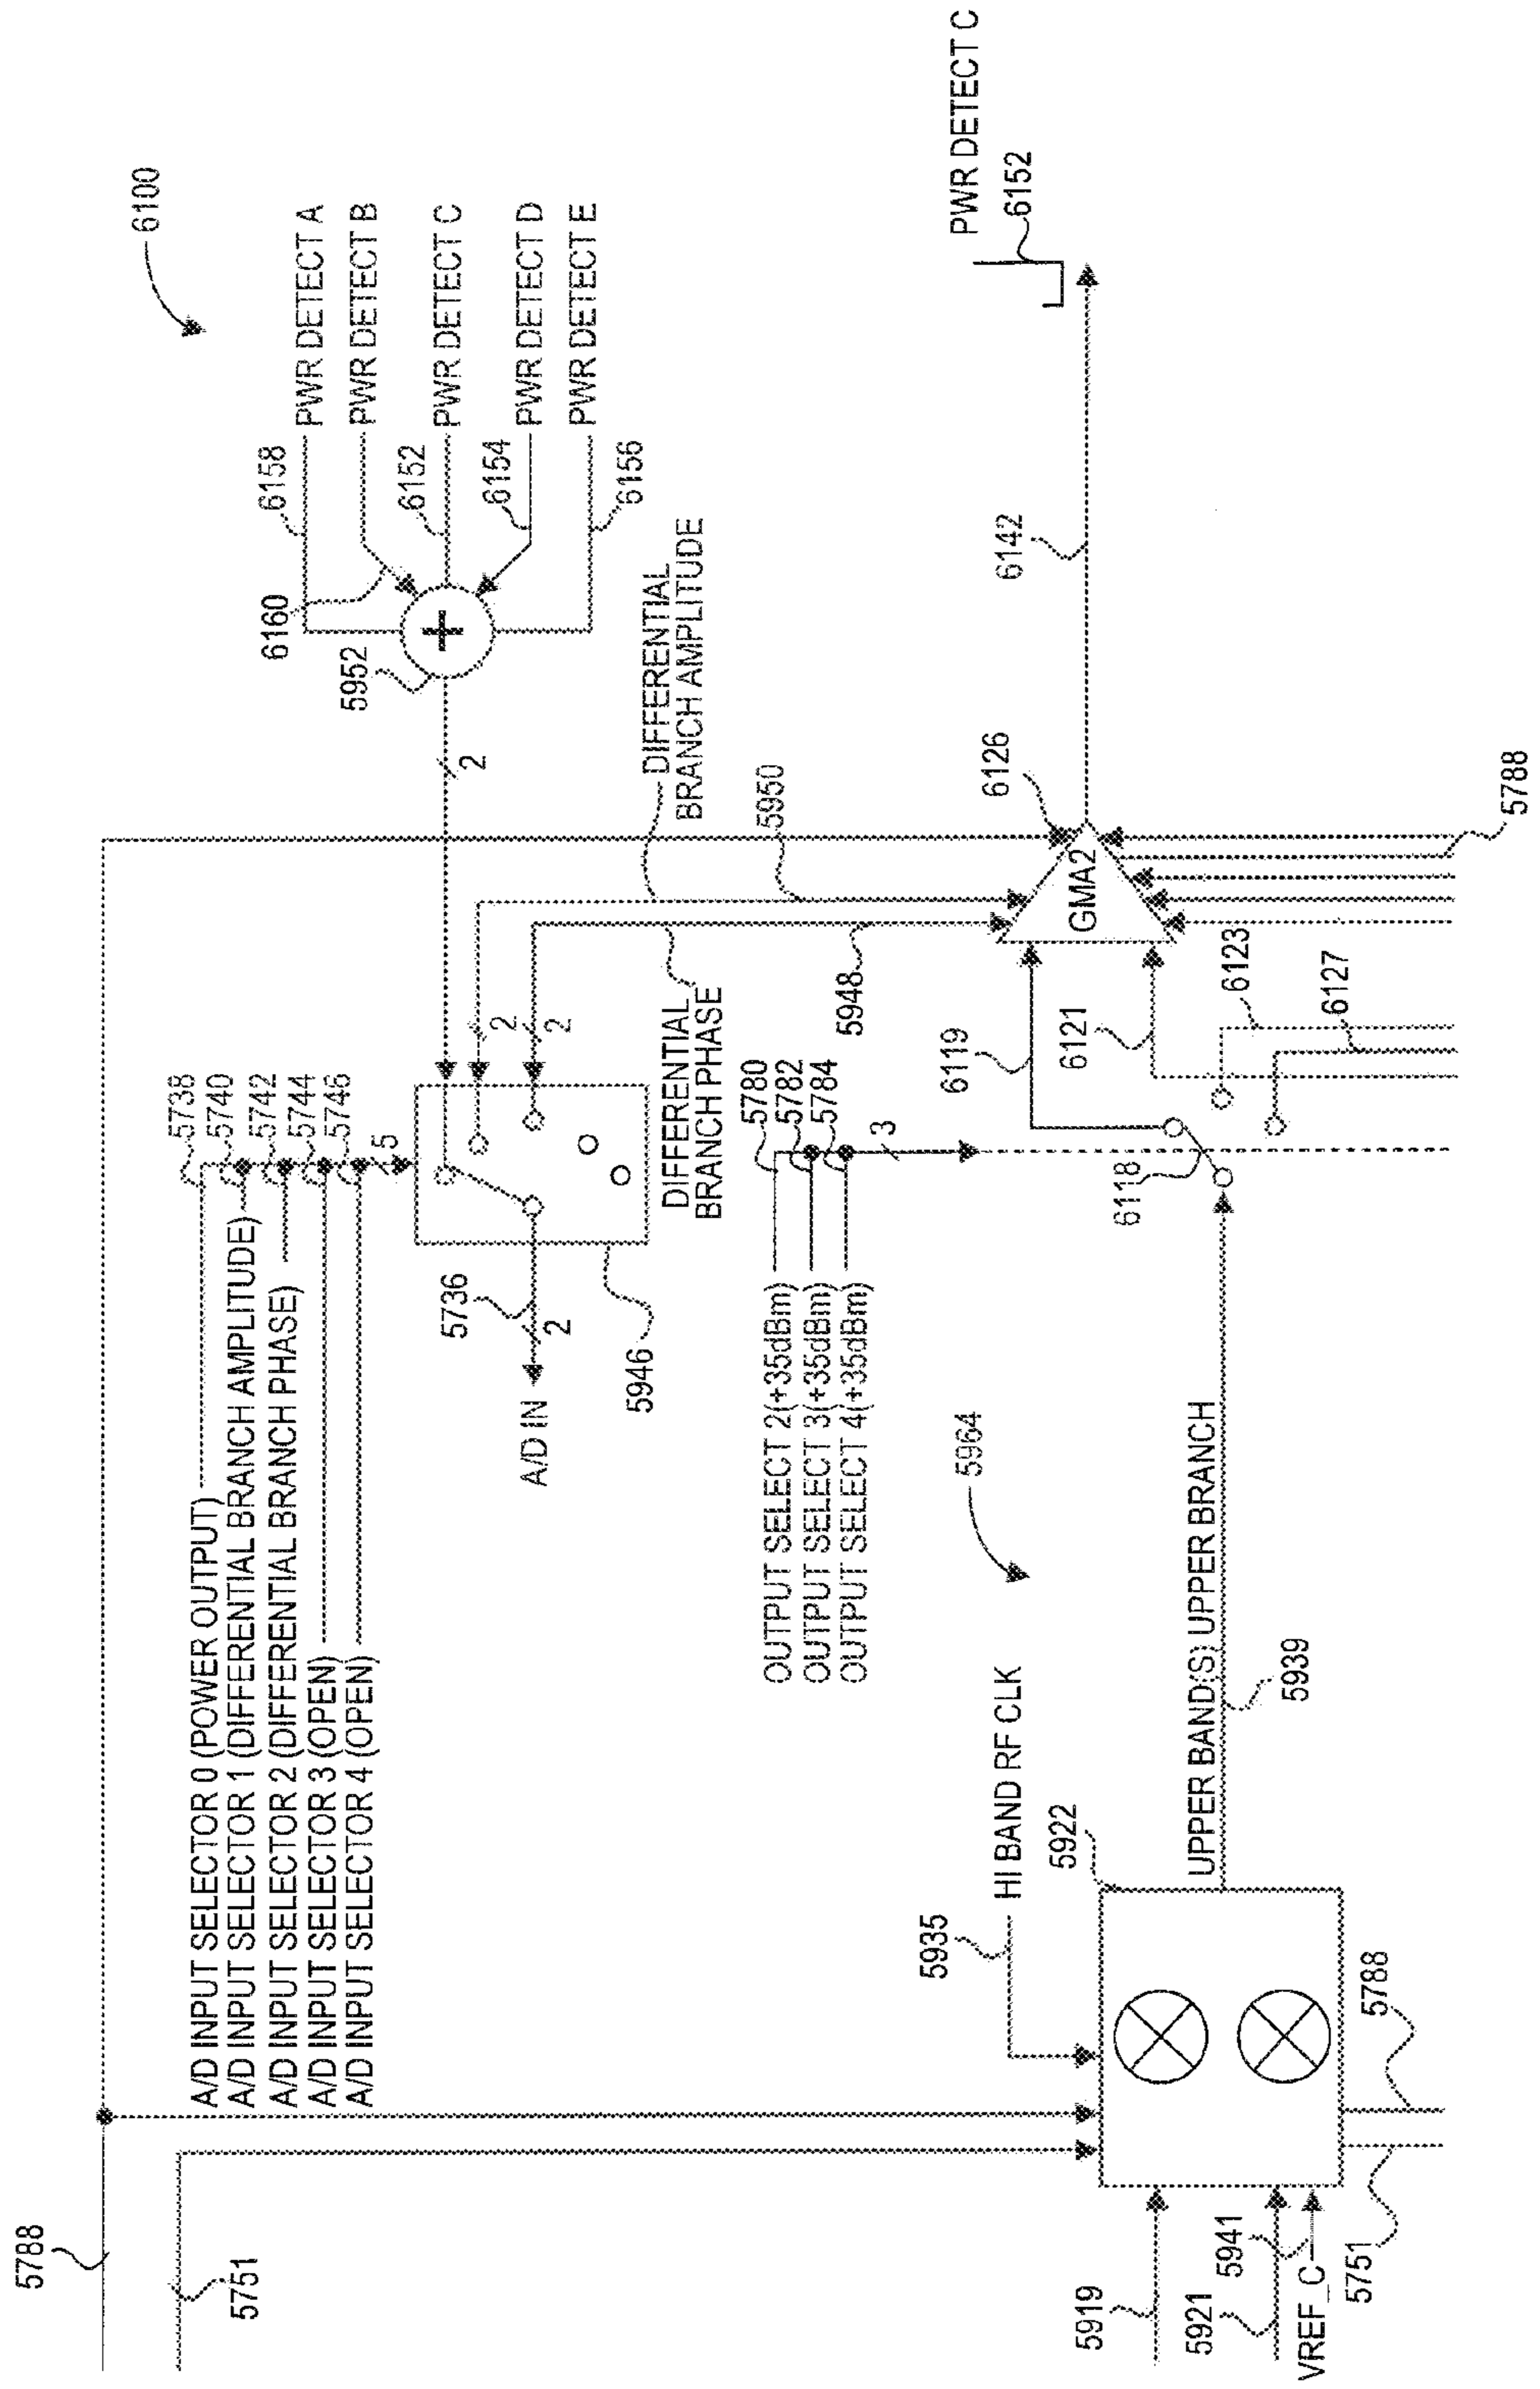 5788
5751
A/D INPUT SELECTOR 0 (POWER OUTPUT)
A/D INPUT SELECTOR 1 (DIFFERENTIAL BRANCH AMPLITUDE)
A/D INPUT SELECTOR 2 (DIFFERENTIAL BRANCH PHASE)
A/D INPUT SELECTOR 3 (OPEN)
A/D INPUT SELECTOR 4 (OPEN)
5738
5740
5742
5744
5746
5
6100
PWR DETECT A
PWR DETECT B
PWR DETECT C
PWR DETECT D
PWR DETECT E
6158
6160
6152
6154
6156
5952
+
2
2
2
5736
2
A/D IN
5946
DIFFERENTIAL
BRANCH AMPLITUDE
DIFFERENTIAL
BRANCH PHASE
5950
5948
5780
5782
5784
3
OUTPUT SELECT 2(+35dBm)
OUTPUT SELECT 3(+35dBm)
OUTPUT SELECT 4(+35dBm)
5964
PWR DETECT C
6152
6142
6126
GMA2
6119
6121
6123
6127
5788
6118
HI BAND RF CLK
5935
5922
UPPER BAND(S) UPPER BRANCH
5939
5919
5921
5941
VREF_C
5751
5788